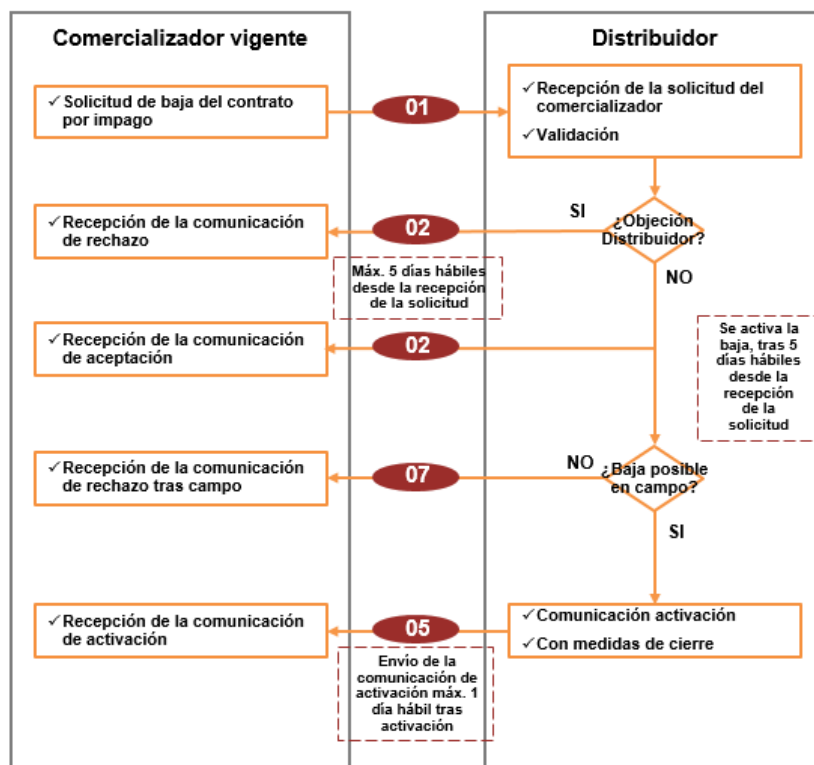 Comercializador vigente
Distribuidor
✓ Solicitud de baja del contrato
por impago
01
✓ Recepción de la solicitud del
comercializador
✓ Validación
✓ Recepción de la comunicación
de rechazo
02
SI
¿Objeción
Distribuidor?
Máx. 5 días hábiles
desde la recepción
de la solicitud
NO
✓ Recepción de la comunicación
de aceptación
02
Se activa la
baja, tras 5
días hábiles
desde la
recepción
de la
solicitud
✓ Recepción de la comunicación
de rechazo tras campo
07
NO
¿Baja posible
en campo?
SI
✓ Recepción de la comunicación
de activación
05
✓ Comunicación activación
✓ Con medidas de cierre
Envío de la
comunicación de
activación máx. 1
día hábil tras
activación